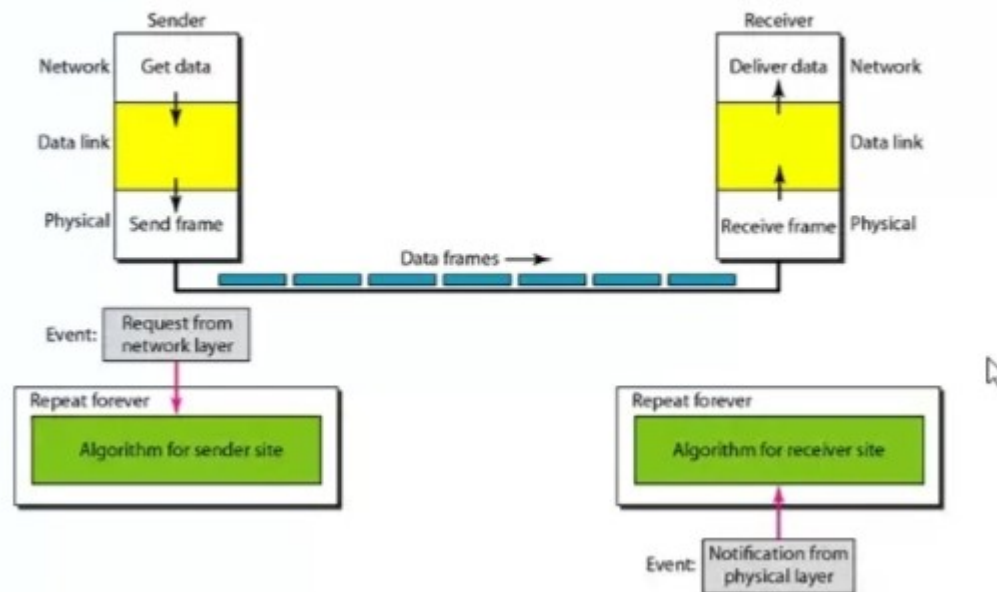 Sender
Receiver
Network
Get data
Deliver data
Network
Data link
Data link
Physical
Send frame
Receive frame
Physical
Data frames
Event:
Request from
network layer
Repeat forever
Algorithm for sender site
Repeat forever
Algorithm for receiver site
Event:
Notification from
physical layer